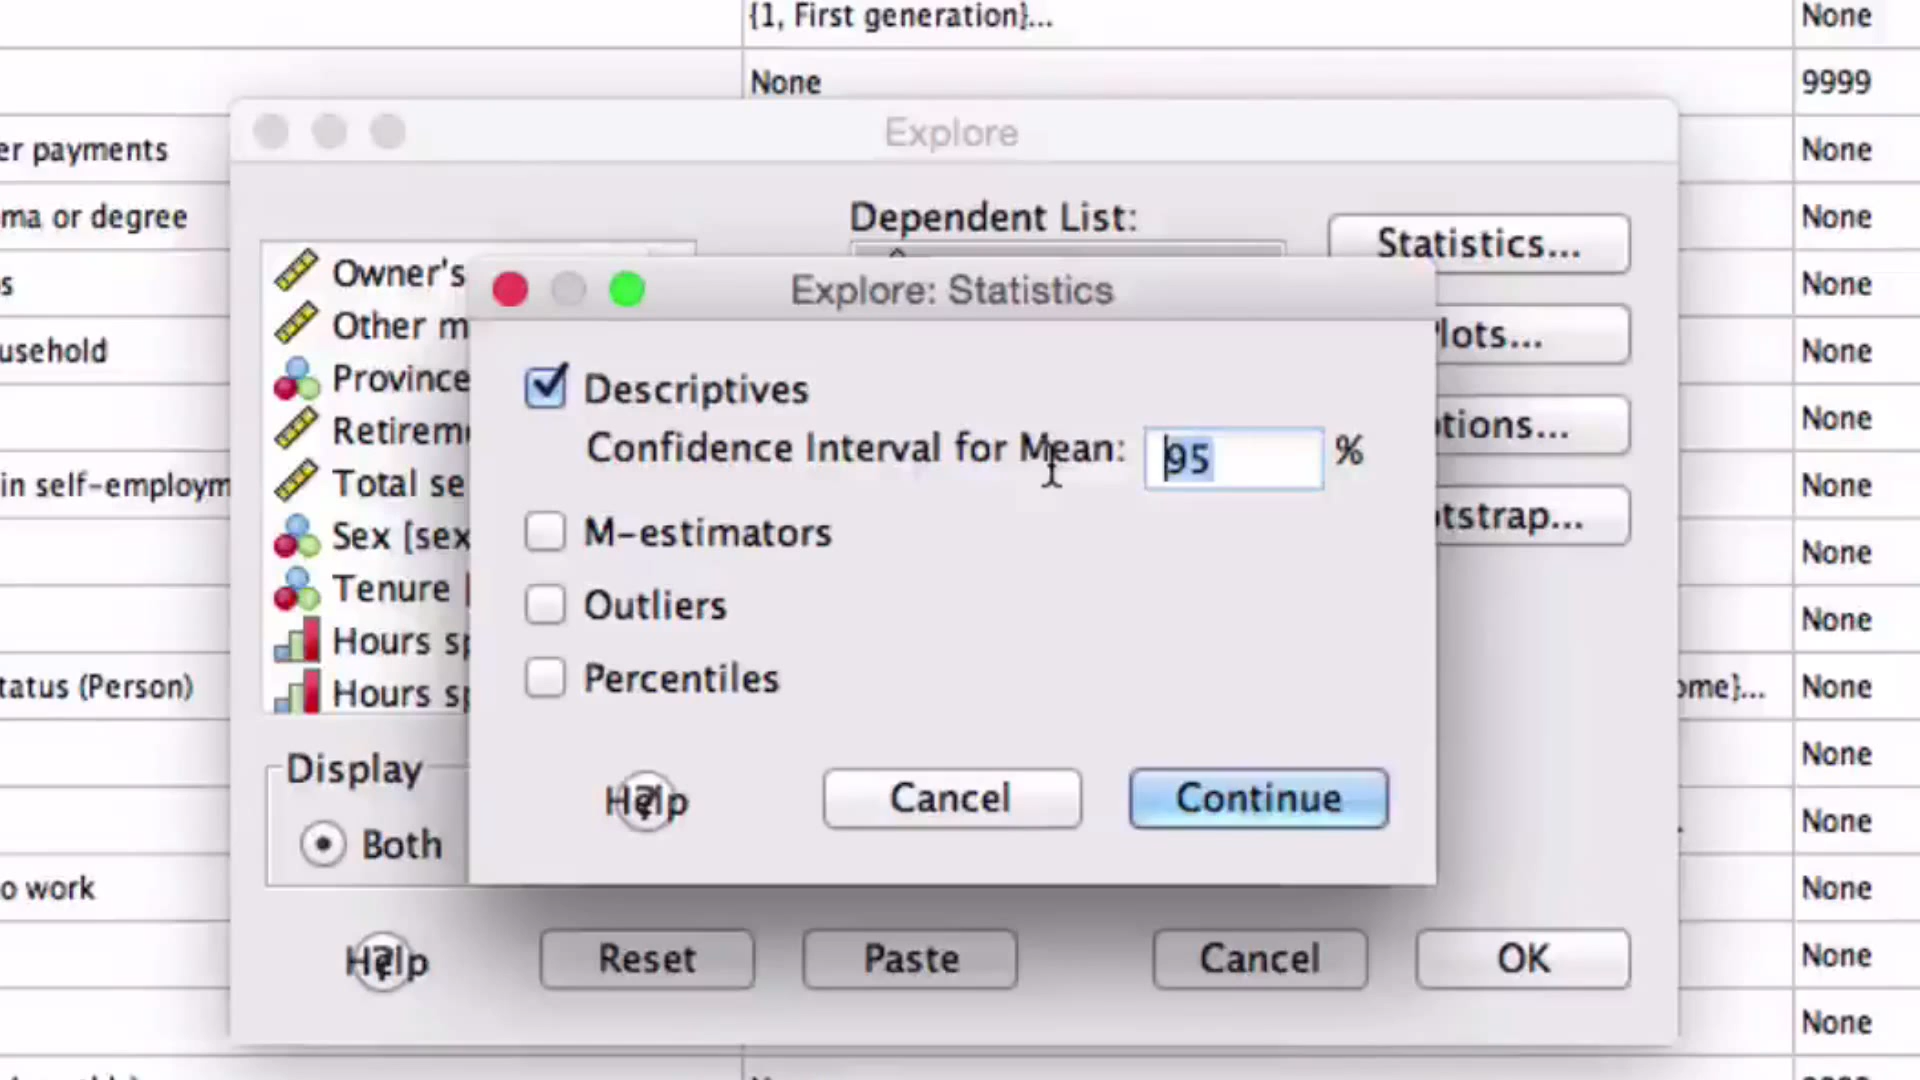 {1, First generation}... None
None 9999
er payments None
ma or degree None
s None
usehold None
None
in self-employm None
None
None
tatus (Person) ome}... None
None
None
o work None
None
None
Explore
Dependent List:
Statistics...
lots...
tions...
tstrap...
Owner's
Other m
Province
Retirem
Total se
Sex [sex
Tenure
Hours sp
Hours sp
Display
Both
Help
Reset
Paste
Cancel
OK
Explore: Statistics
Descriptives
Confidence Interval for Mean: 95 %
M-estimators
Outliers
Percentiles
Help
Cancel
Continue